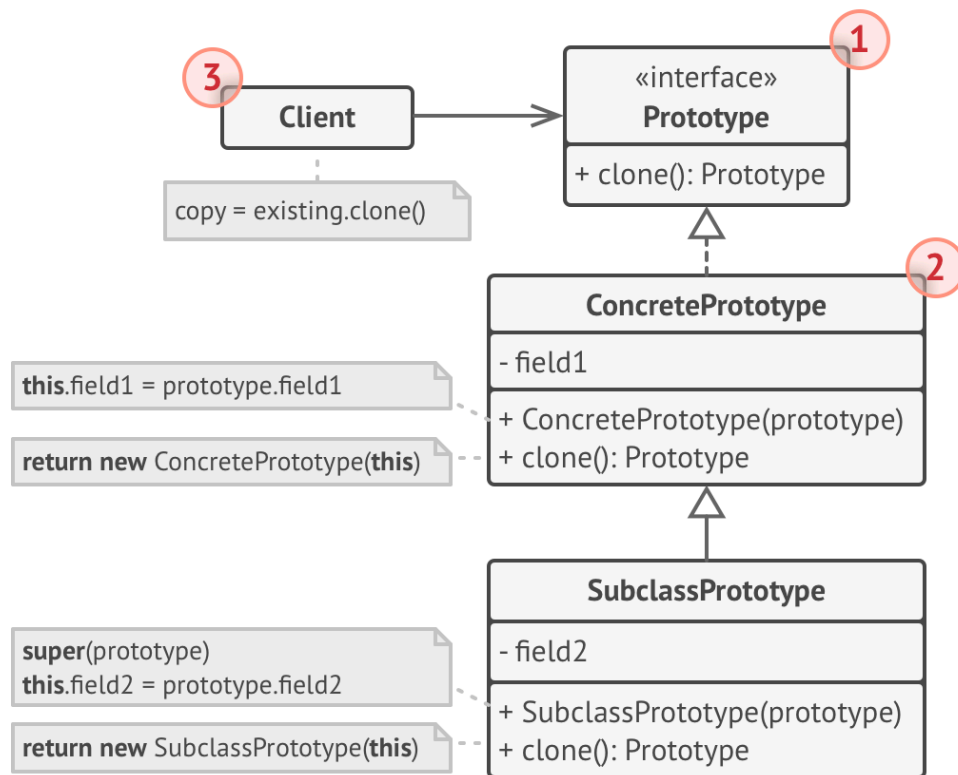 3
Client
copy = existing.clone()
1
«interface»
Prototype
+ clone(): Prototype
2
ConcretePrototype
- field1
+ ConcretePrototype(prototype)
+ clone(): Prototype
this.field1 = prototype.field1
return new ConcretePrototype(this)
SubclassPrototype
- field2
+ SubclassPrototype(prototype)
+ clone(): Prototype
super(prototype)
this.field2 = prototype.field2
return new SubclassPrototype(this)